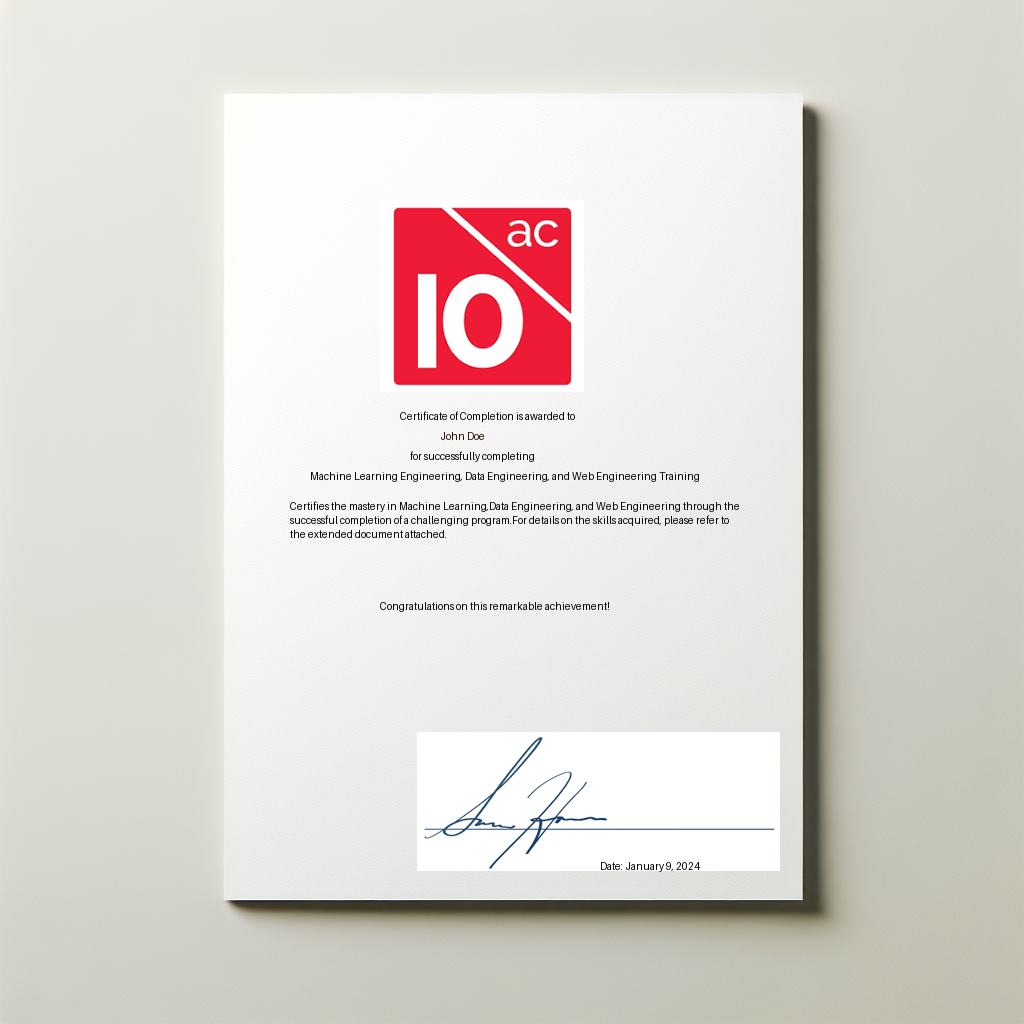 ac
10
Certificate of Completion is awarded to
John Doe
for successfully completing
Machine Learning Engineering, Data Engineering, and Web Engineering Training
Certifies the mastery in Machine Learning,Data Engineering, and Web Engineering through the
successful completion of a challenging program.For details on the skills acquired, please refer to
the extended document attached.
Congratulations on this remarkable achievement!
Date: January 9, 2024